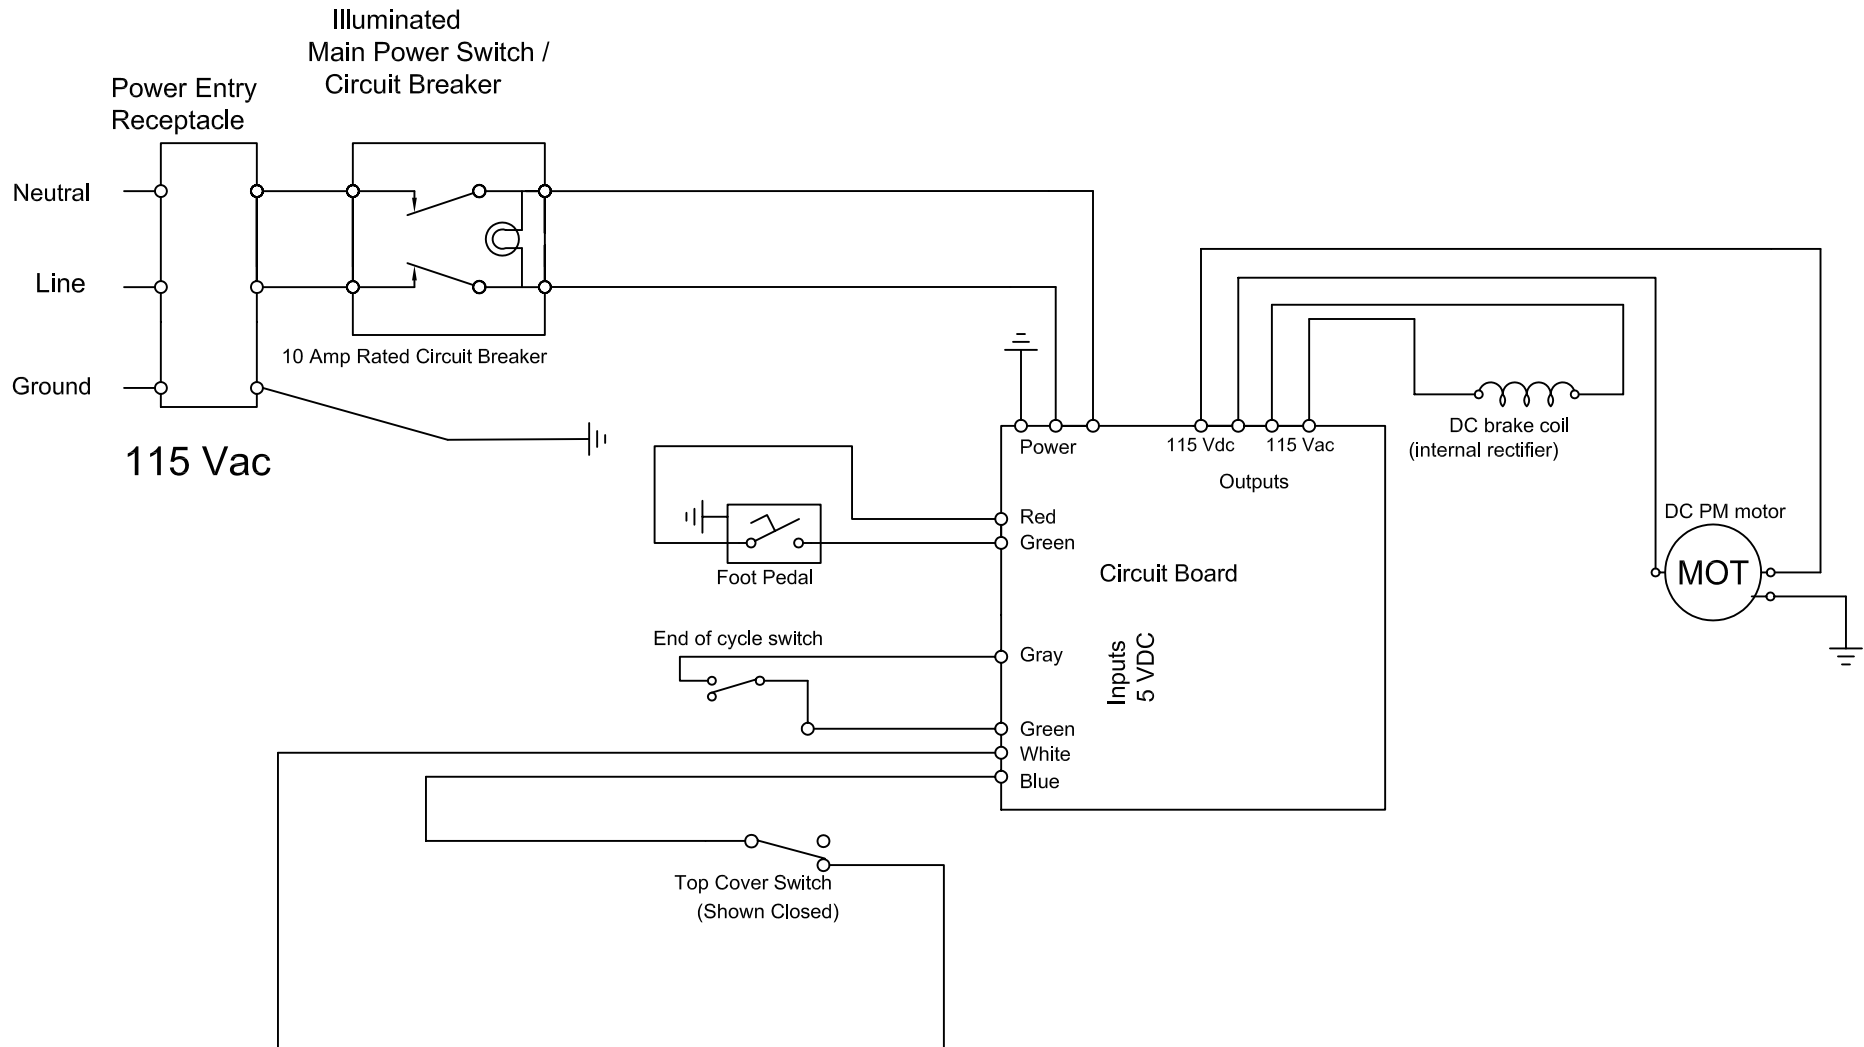 Illuminated
Main Power Switch /
Circuit Breaker
Power Entry
Receptacle
Neutral
Line
Ground
10 Amp Rated Circuit Breaker
115 Vac
Power
115 Vdc
115 Vac
Outputs
DC brake coil
(internal rectifier)
DC PM motor
MOT
Red
Green
Foot Pedal
Circuit Board
End of cycle switch
Gray
Inputs
5 VDC
Green
White
Blue
Top Cover Switch
(Shown Closed)